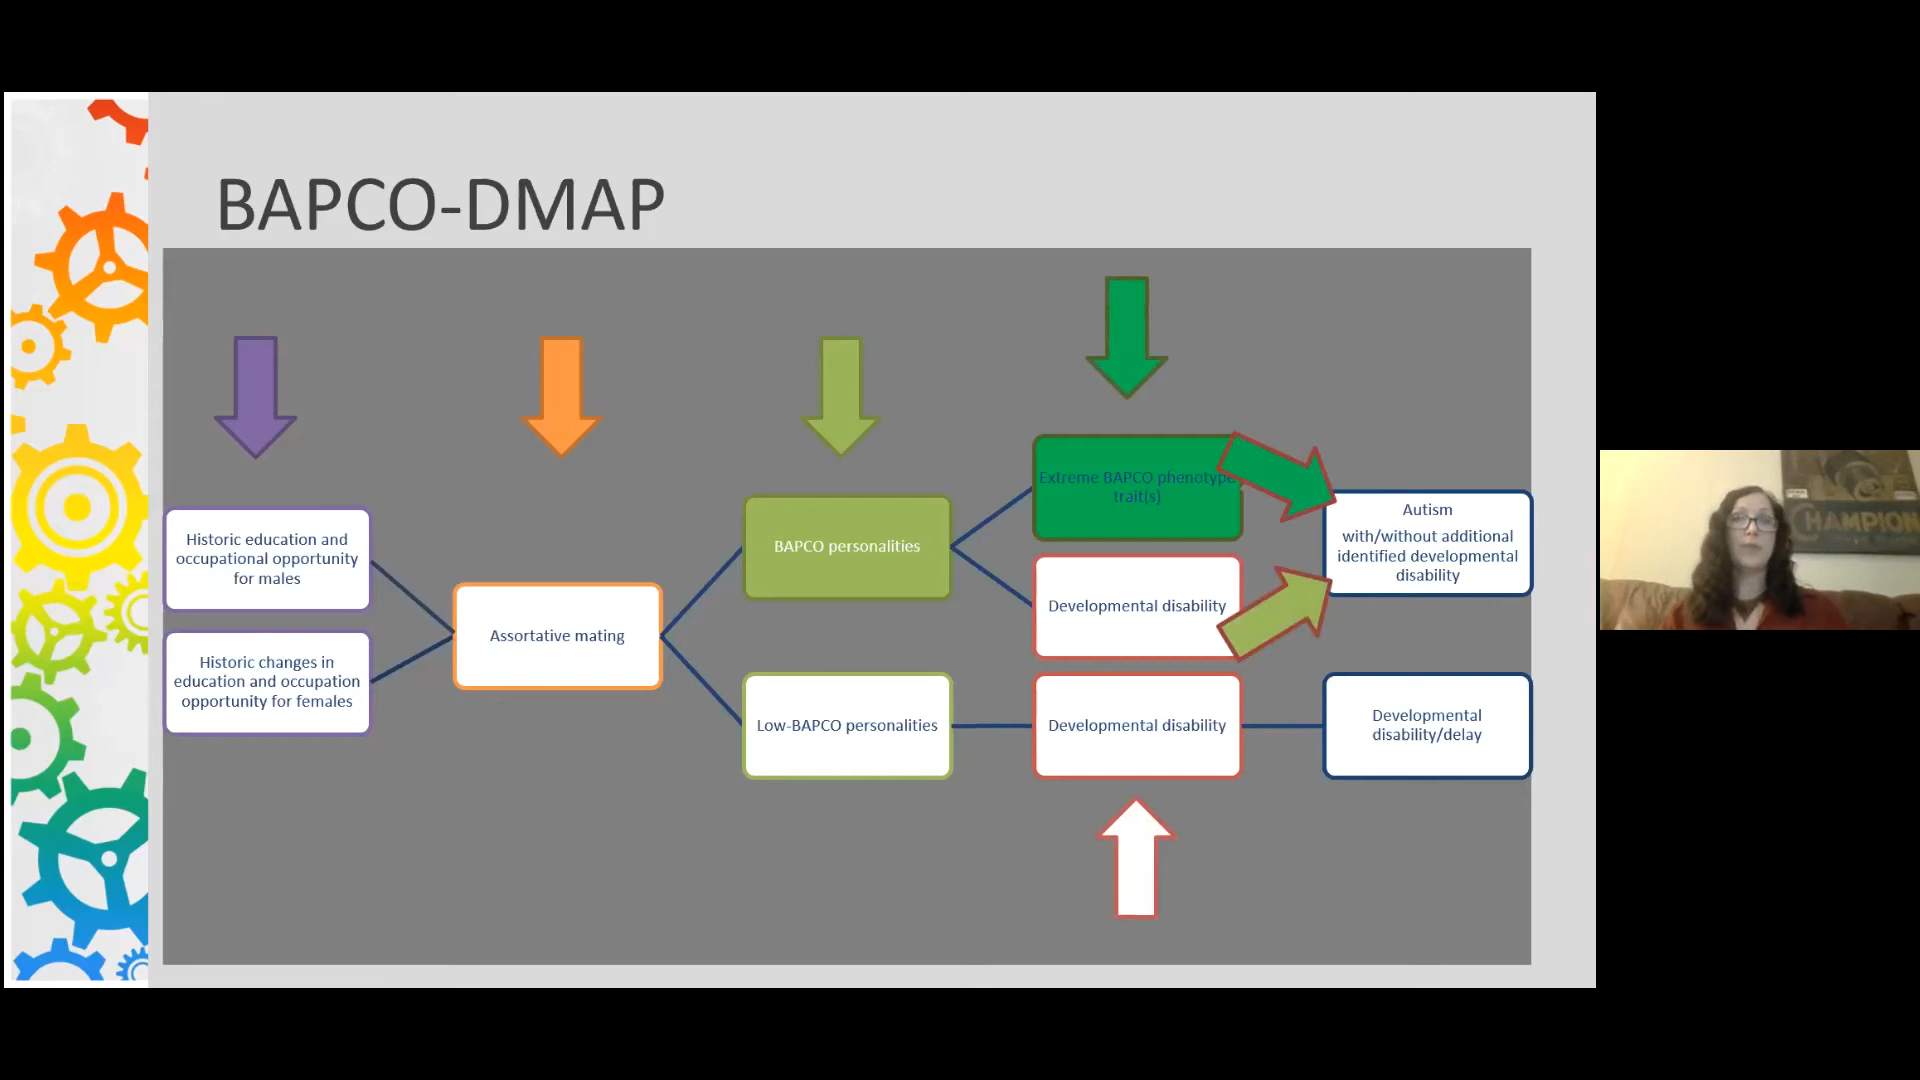 BAPCO-DMAP
Historic education and
occupational opportunity
for males
Historic changes in
education and occupation
opportunity for females
Assortative mating
BAPCO personalities
Low-BAPCO personalities
Extreme BAPCO phenotype
trait(s)
Developmental disability
Developmental disability
Autism
with/without additional
identified developmental
disability
Developmental
disability/delay
CHAMPION